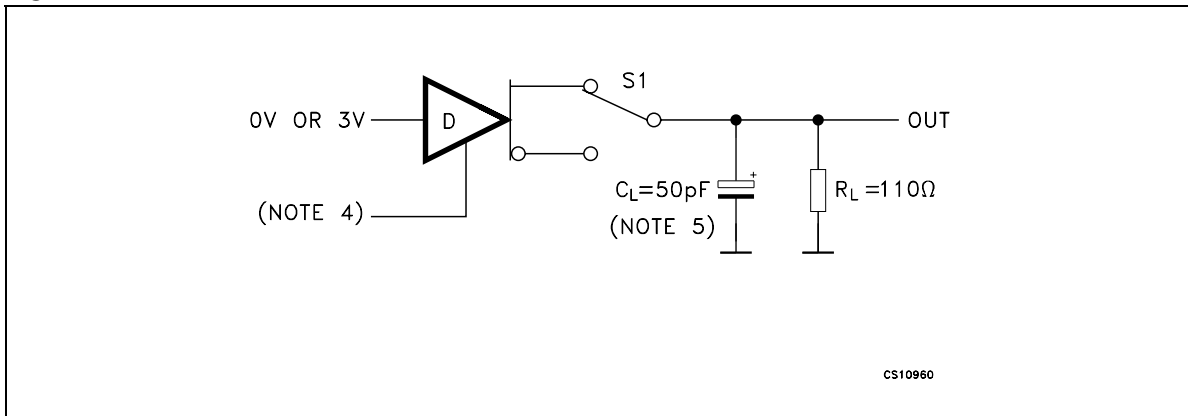 S1
0V OR 3V
D
OUT
CL=50pF
RL=110Ω
(NOTE 4)
(NOTE 5)
CS10960